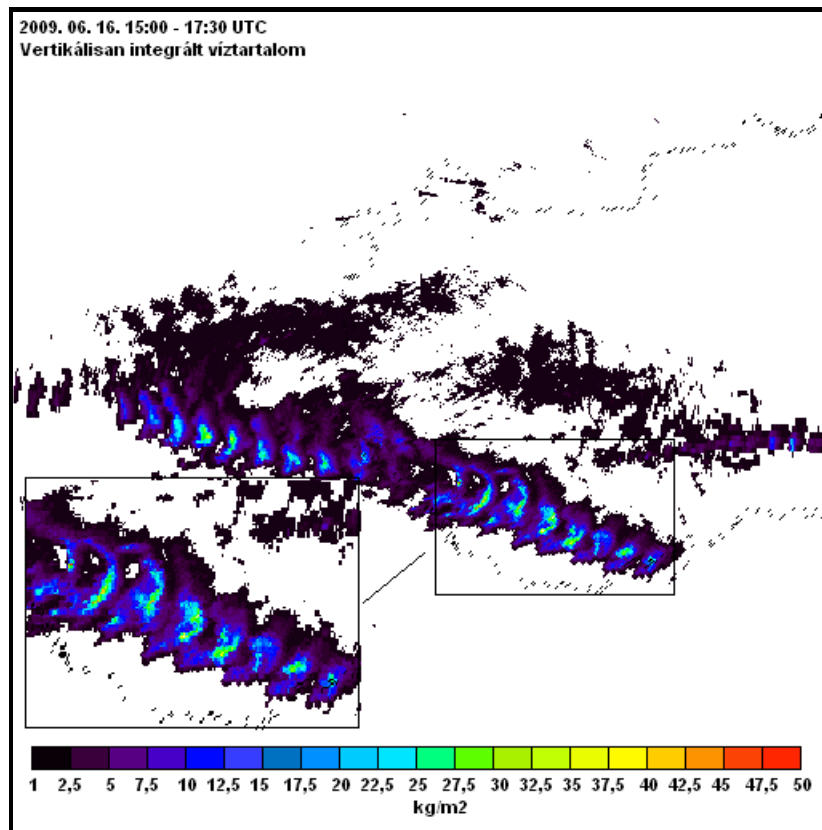 2009. 06. 16. 15:00 - 17:30 UTC
Vertikálisan integrált víztartalom
1 2,5 5 7,5 10 12,5 15 17,5 20 22,5 25 27,5 30 32,5 35 37,5 40 42,5 45 47,5 50
kg/m2